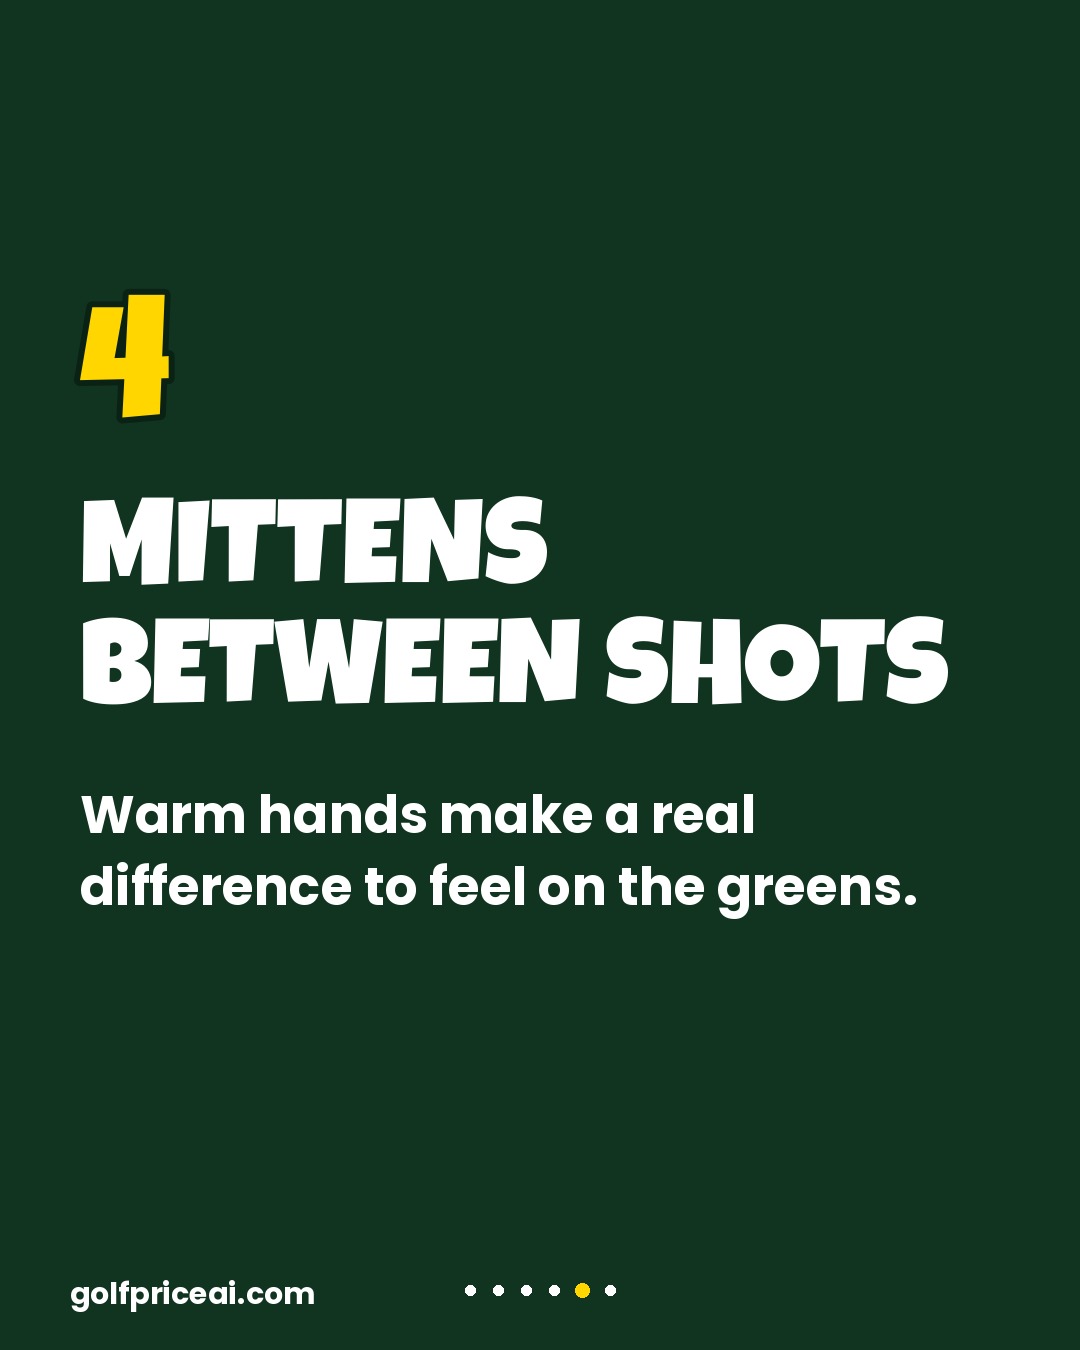 4
MITTENS
BETWEEN SHOTS
Warm hands make a real
difference to feel on the greens.
golfpriceai.com